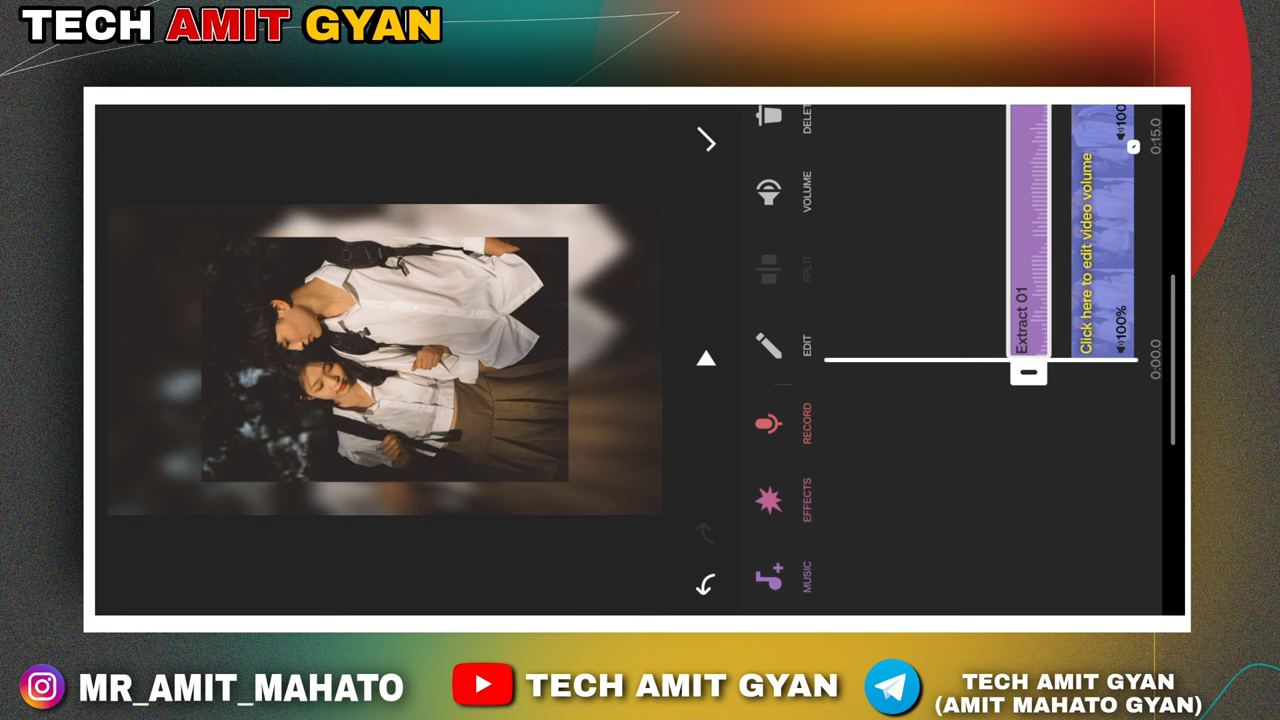 TECH AMIT GYAN
MUSIC
EFFECTS
RECORD
EDIT
SPLIT
VOLUME
DELET
Extract 01
Click here to edit video volume
100%
100
0:00.0
0:15.0
MR_AMIT_MAHATO
TECH AMIT GYAN
TECH AMIT GYAN
(AMIT MAHATO GYAN)